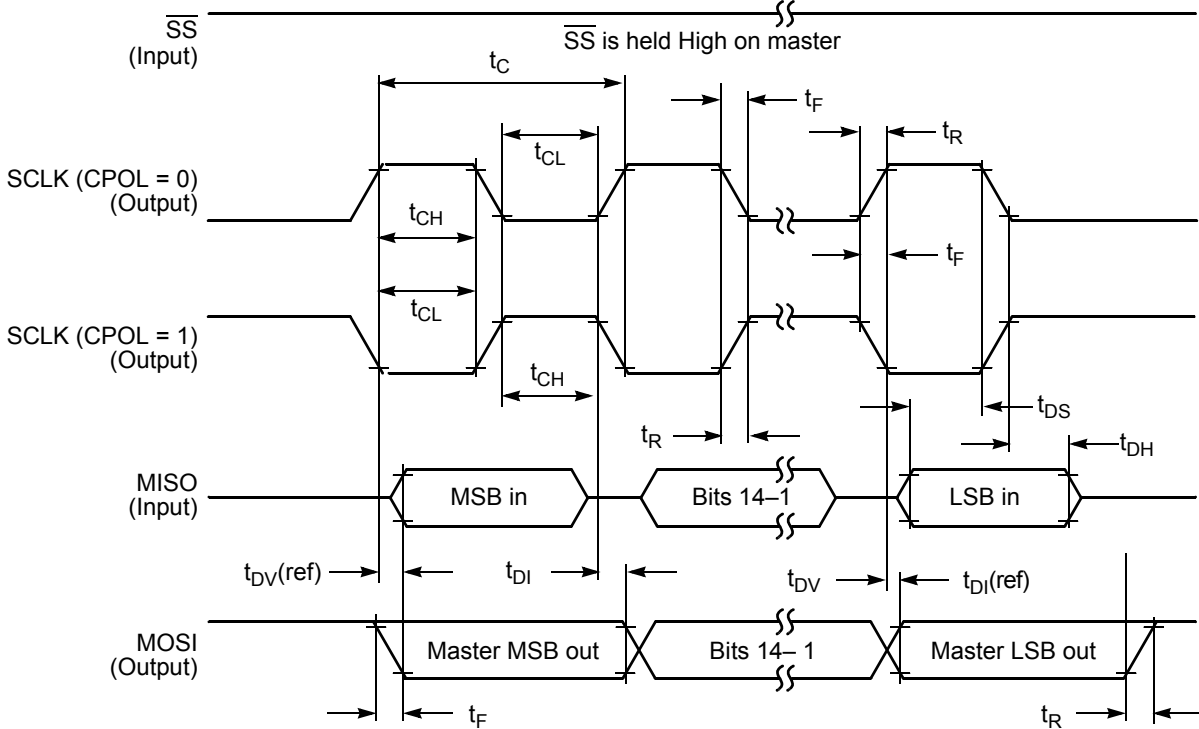 SS
(Input)
SS is held High on master
tC
tF
tR
tCL
SCLK (CPOL = 0)
(Output)
tCH
tF
tCL
SCLK (CPOL = 1)
(Output)
tCH
tDS
tR
tDH
MISO
(Input)
MSB in
Bits 14–1
LSB in
tDV(ref)
tDI
tDV
tDI(ref)
MOSI
(Output)
Master MSB out
Bits 14– 1
Master LSB out
tF
tR